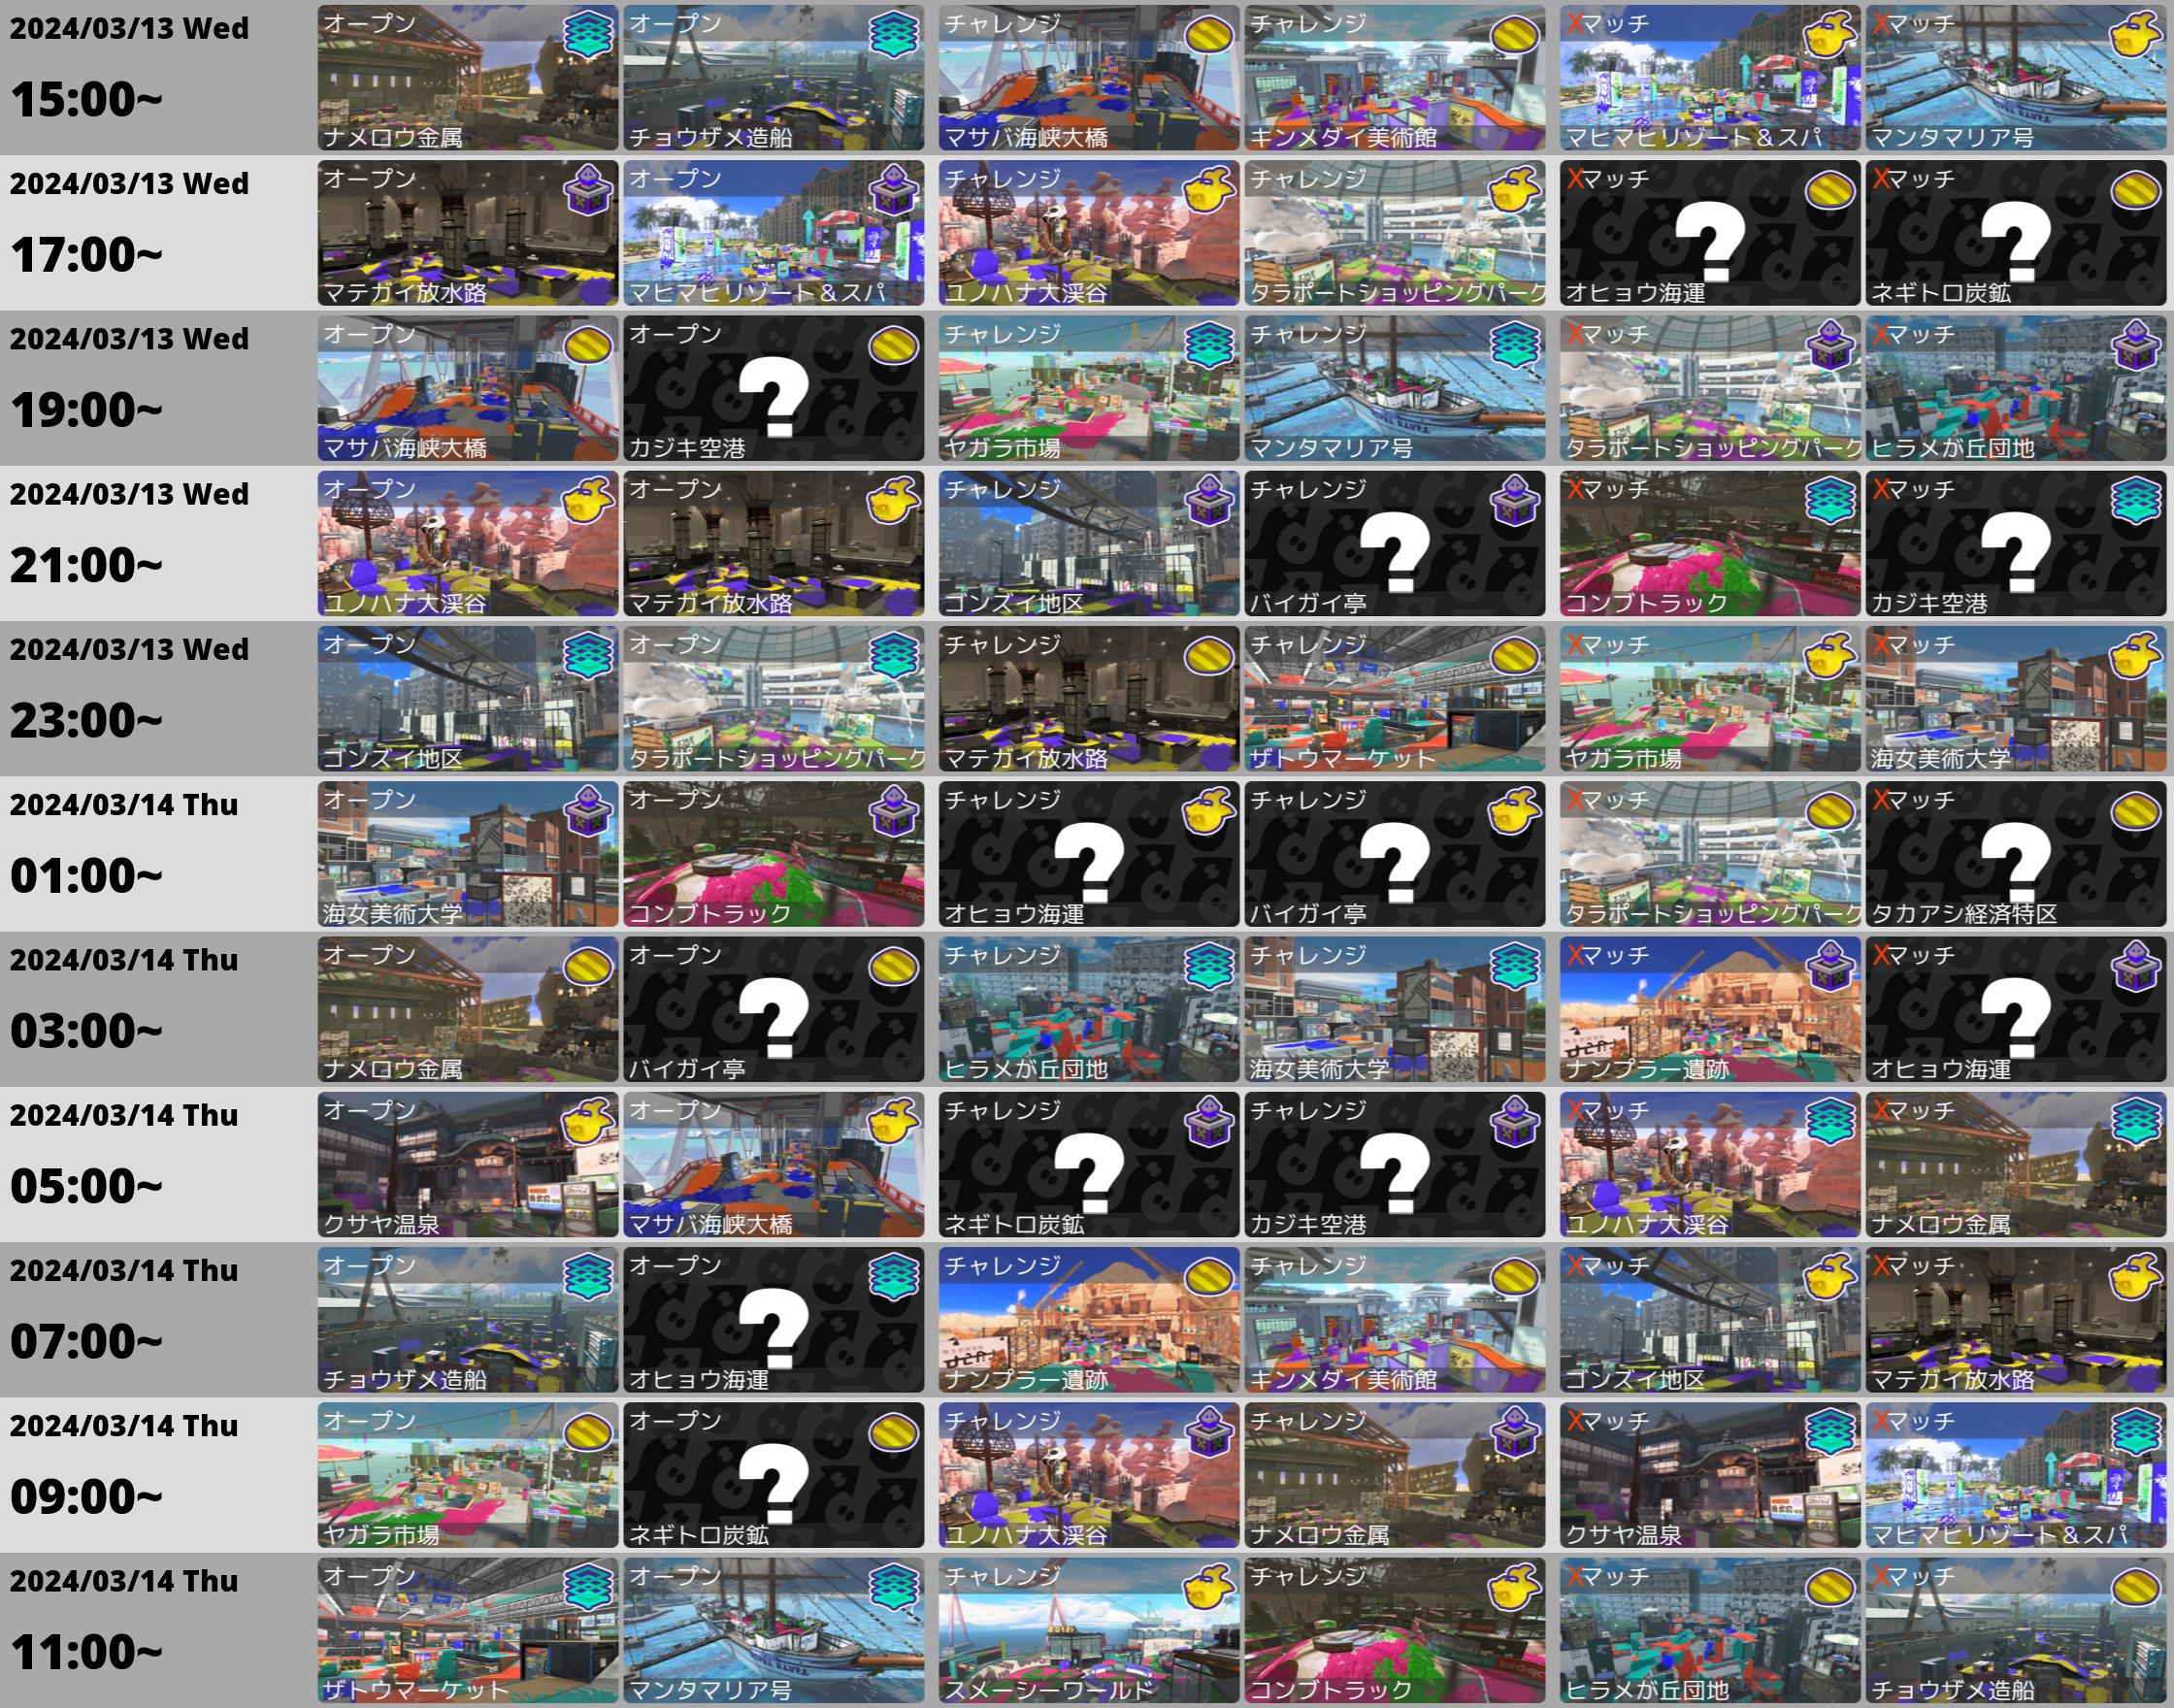 2024/03/13 Wed
15:00~
オープン
ナメロウ金属
オープン
チョウザメ造船
チャレンジ
マサバ海峡大橋
チャレンジ
キンメダイ美術館
Xマッチ
マヒマヒリゾート＆スパ
Xマッチ
マンタマリア号
2024/03/13 Wed
17:00~
オープン
マテガイ放水路
オープン
マヒマヒリゾート＆スパ
チャレンジ
ユノハナ大渓谷
チャレンジ
タラポートショッピングパーク
Xマッチ
?
オヒョウ海運
Xマッチ
?
ネギトロ炭鉱
2024/03/13 Wed
19:00~
オープン
マサバ海峡大橋
オープン
?
カジキ空港
チャレンジ
ヤガラ市場
チャレンジ
マンタマリア号
Xマッチ
タラポートショッピングパーク
Xマッチ
ヒラメが丘団地
2024/03/13 Wed
21:00~
オープン
ユノハナ大渓谷
オープン
マテガイ放水路
チャレンジ
ゴンズイ地区
チャレンジ
?
バイガイ亭
Xマッチ
コンブトラック
Xマッチ
?
カジキ空港
2024/03/13 Wed
23:00~
オープン
ゴンズイ地区
オープン
タラポートショッピングパーク
チャレンジ
マテガイ放水路
チャレンジ
ザトウマーケット
Xマッチ
ヤガラ市場
Xマッチ
海女美術大学
2024/03/14 Thu
01:00~
オープン
海女美術大学
オープン
コンブトラック
チャレンジ
?
オヒョウ海運
チャレンジ
?
バイガイ亭
Xマッチ
タラポートショッピングパーク
Xマッチ
?
タカアシ経済特区
2024/03/14 Thu
03:00~
オープン
ナメロウ金属
オープン
?
バイガイ亭
チャレンジ
ヒラメが丘団地
チャレンジ
海女美術大学
Xマッチ
ナンプラー遺跡
Xマッチ
?
オヒョウ海運
2024/03/14 Thu
05:00~
オープン
クサヤ温泉
オープン
マサバ海峡大橋
チャレンジ
?
ネギトロ炭鉱
チャレンジ
?
カジキ空港
Xマッチ
ユノハナ大渓谷
Xマッチ
ナメロウ金属
2024/03/14 Thu
07:00~
オープン
チョウザメ造船
オープン
?
オヒョウ海運
チャレンジ
ナンプラー遺跡
チャレンジ
キンメダイ美術館
Xマッチ
ゴンズイ地区
Xマッチ
マテガイ放水路
2024/03/14 Thu
09:00~
オープン
ヤガラ市場
オープン
?
ネギトロ炭鉱
チャレンジ
ユノハナ大渓谷
チャレンジ
ナメロウ金属
Xマッチ
クサヤ温泉
Xマッチ
マヒマヒリゾート＆スパ
2024/03/14 Thu
11:00~
オープン
ザトウマーケット
オープン
マンタマリア号
チャレンジ
スメーシーワールド
チャレンジ
コンブトラック
Xマッチ
ヒラメが丘団地
Xマッチ
チョウザメ造船